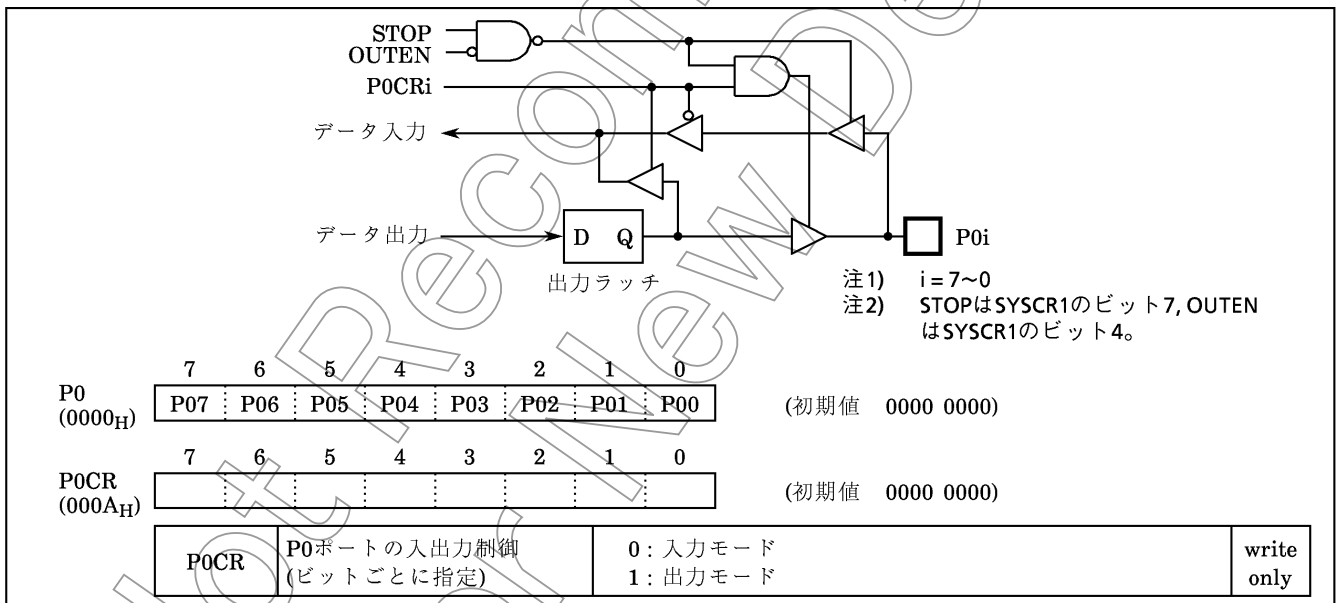 STOP
OUTEN
P0CRi
データ入力
データ出力
D Q
P0i
出力ラッチ
注1) i = 7~0
注2) STOPはSYSCR1のビット7, OUTEN
はSYSCR1のビット4。
7 6 5 4 3 2 1 0
P0
(0000H)
P07 P06 P05 P04 P03 P02 P01 P00
(初期値 0000 0000)
7 6 5 4 3 2 1 0
P0CR
(000AH)
(初期値 0000 0000)
P0CR
P0ポートの入出力制御
(ビットごとに指定)
0 : 入力モード
1 : 出力モード
write
only